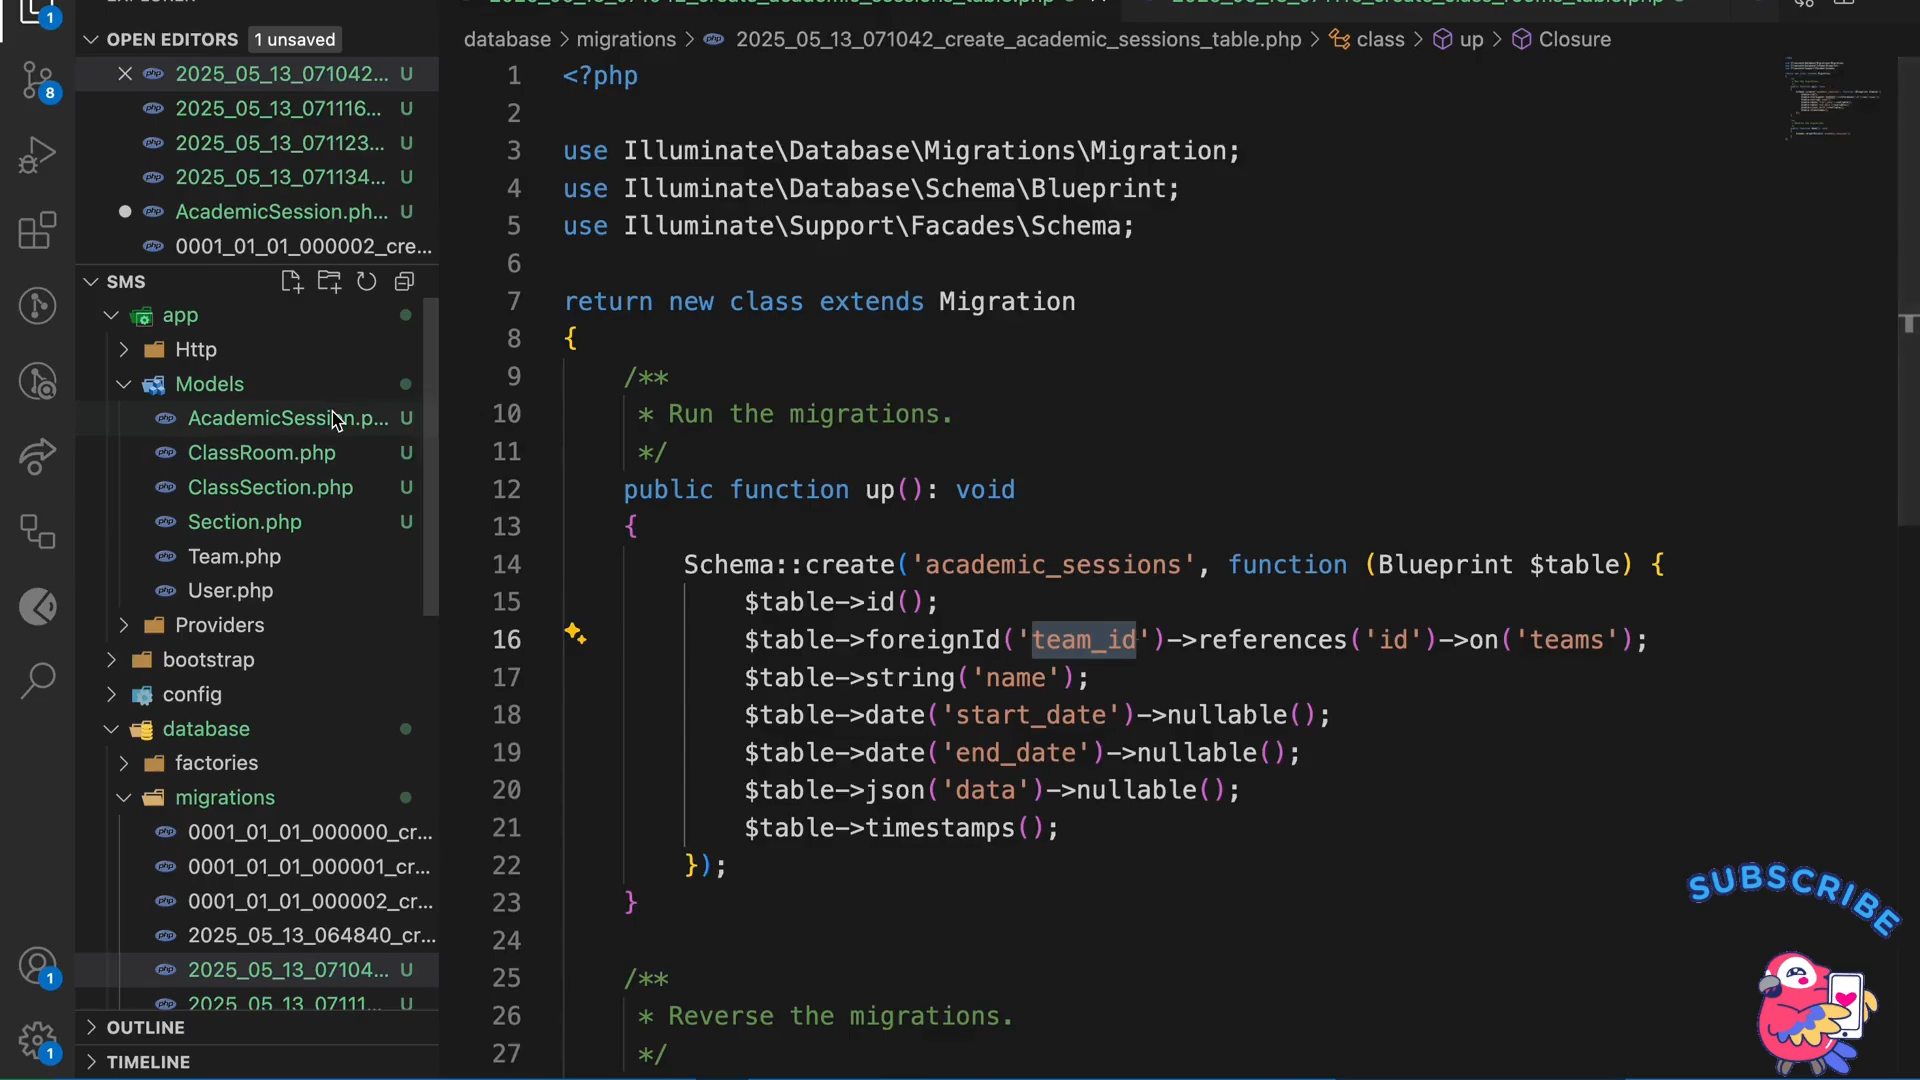 1
OPEN EDITORS 1 unsaved
2025_05_13_071042... U
8
2025_05_13_071116... U
2025_05_13_071123... U
2025_05_13_071134... U
AcademicSession.ph... U
0001_01_01_000002_cre...
SMS
app
Http
Models
AcademicSession.p... U
ClassRoom.php U
ClassSection.php U
Section.php U
Team.php
User.php
Providers
bootstrap
config
database
factories
migrations
0001_01_01_000000_cr...
0001_01_01_000001_cr...
0001_01_01_000002_cr...
2025_05_13_064840_cr...
2025_05_13_07104... U
2025_05_13_07111... U
OUTLINE
TIMELINE
1
1
database > migrations > php 2025_05_13_071042_create_academic_sessions_table.php > class > up > Closure
1 <?php
2
3 use Illuminate\Database\Migrations\Migration;
4 use Illuminate\Database\Schema\Blueprint;
5 use Illuminate\Support\Facades\Schema;
6
7 return new class extends Migration
8 {
9 /**
10 * Run the migrations.
11 */
12 public function up(): void
13 {
14 Schema::create('academic_sessions', function (Blueprint $table) {
15 $table->id();
16 $table->foreignId('team_id')->references('id')->on('teams');
17 $table->string('name');
18 $table->date('start_date')->nullable();
19 $table->date('end_date')->nullable();
20 $table->json('data')->nullable();
21 $table->timestamps();
22 });
23 }
24
25 /**
26 * Reverse the migrations.
27 */
SUBSCRIBE